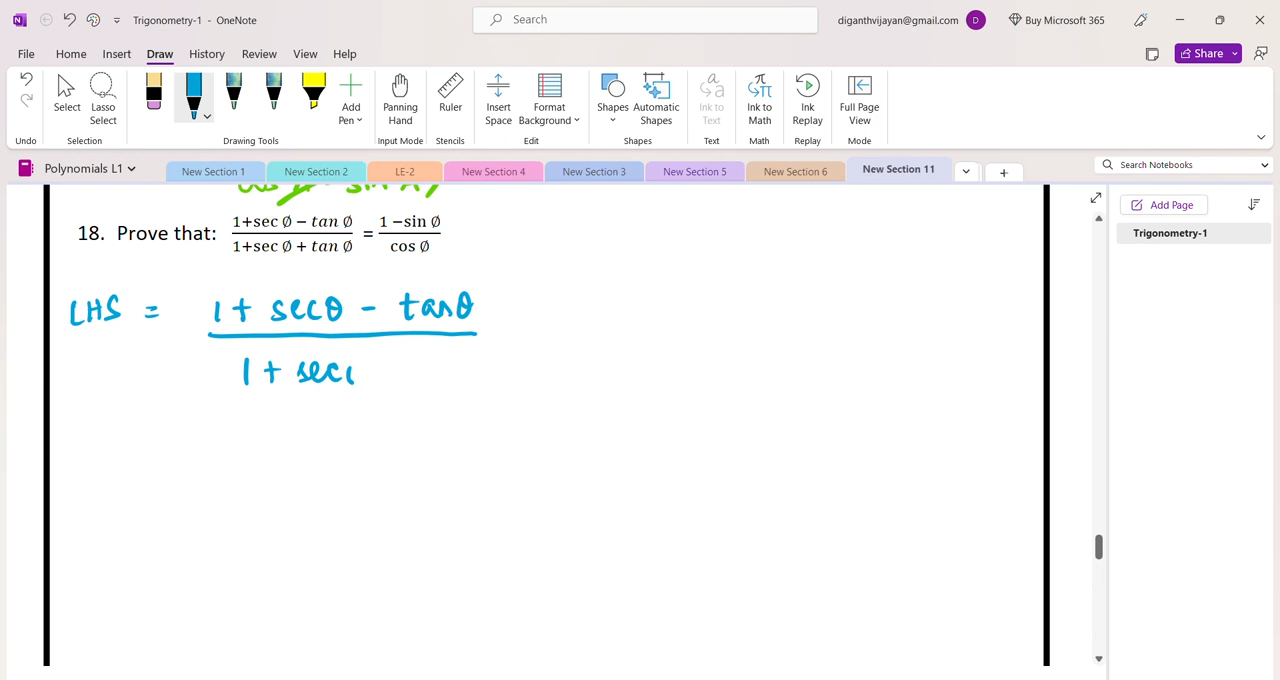 Trigonometry-1 - OneNote
Search
diganthvijayan@gmail.com
D
Buy Microsoft 365
File Home Insert Draw History Review View Help
Share
Select
Lasso Select
Add Pen
Panning Hand
Ruler
Insert Space
Format Background
Shapes
Automatic Shapes
Ink to Text
Ink to Math
Ink Replay
Full Page View
Undo Selection Drawing Tools Input Mode Stencils Edit Shapes Text Math Replay Mode
Polynomials L1
New Section 1 New Section 2 LE-2 New Section 4 New Section 3 New Section 5 New Section 6 New Section 11
Search Notebooks
Add Page
Trigonometry-1
18. Prove that: (1+sec Ø − tan Ø)/(1+sec Ø + tan Ø) = (1 −sin Ø)/(cos Ø)
LHS = 1 + secθ - tanθ
1 + sec